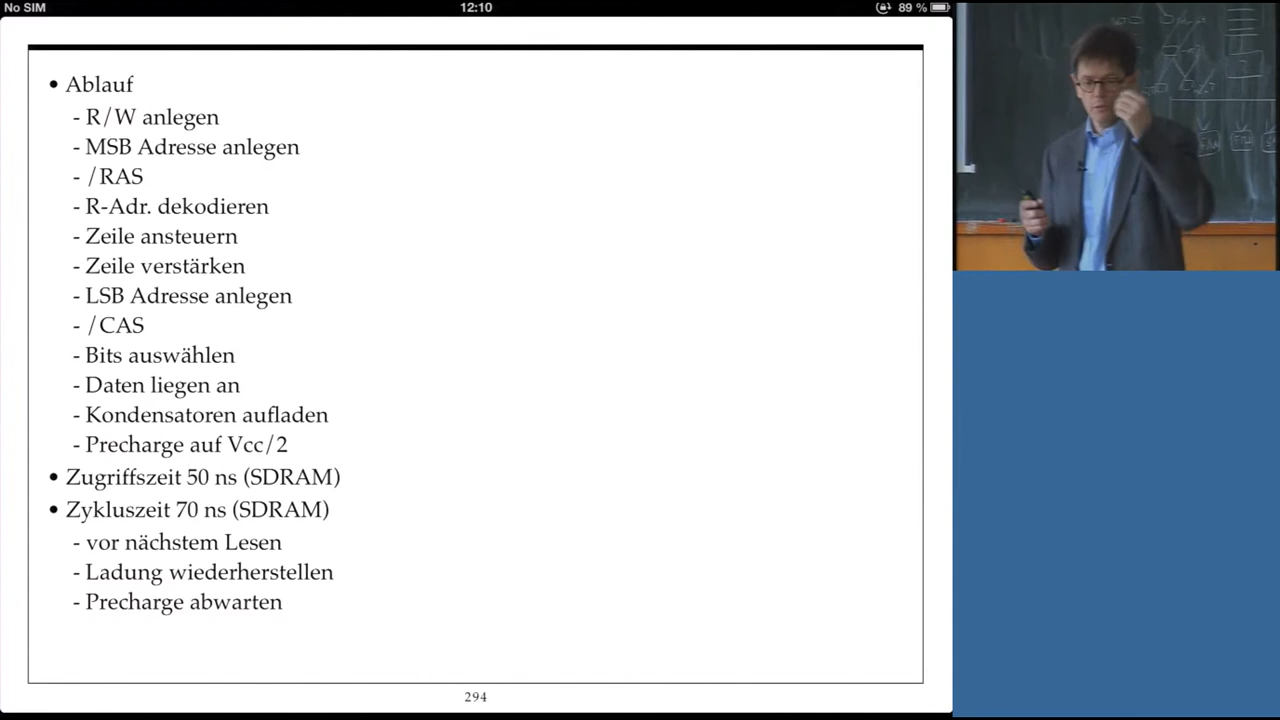 No SIM 12:10 89 %
• Ablauf
- R/W anlegen
- MSB Adresse anlegen
- /RAS
- R-Adr. dekodieren
- Zeile ansteuern
- Zeile verstärken
- LSB Adresse anlegen
- /CAS
- Bits auswählen
- Daten liegen an
- Kondensatoren aufladen
- Precharge auf Vcc/2
• Zugriffszeit 50 ns (SDRAM)
• Zykluszeit 70 ns (SDRAM)
- vor nächstem Lesen
- Ladung wiederherstellen
- Precharge abwarten
294